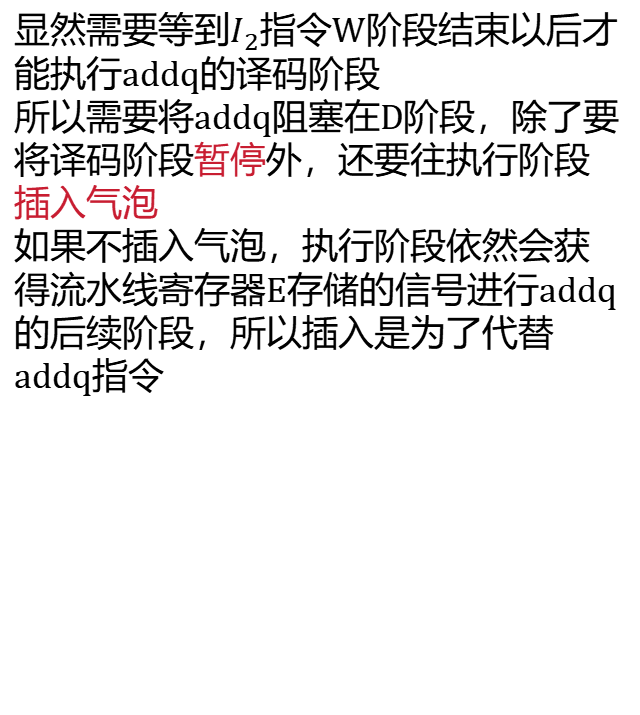 显然需要等到I₂指令W阶段结束以后才
能执行addq的译码阶段
所以需要将addq阻塞在D阶段，除了要
将译码阶段暂停外，还要往执行阶段
插入气泡
如果不插入气泡，执行阶段依然会获
得流水线寄存器E存储的信号进行addq
的后续阶段，所以插入是为了代替
addq指令